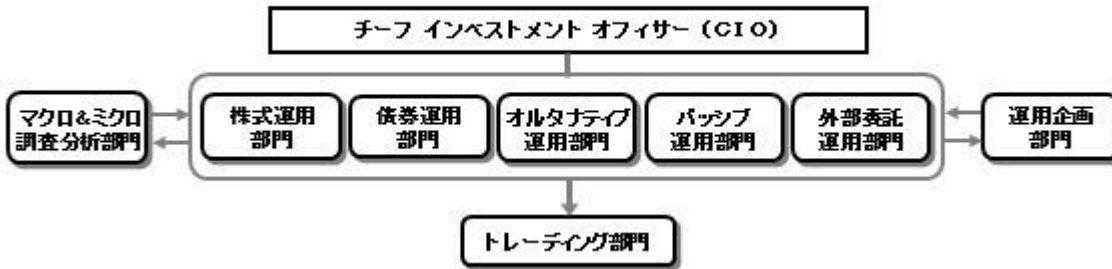 チーフ インベストメント オフィサー（ＣＩＯ）
マクロ＆ミクロ
調査分析部門
株式運用
部門
債券運用
部門
オルタナティブ
運用部門
パッシブ
運用部門
外部委託
運用部門
運用企画
部門
トレーディング部門